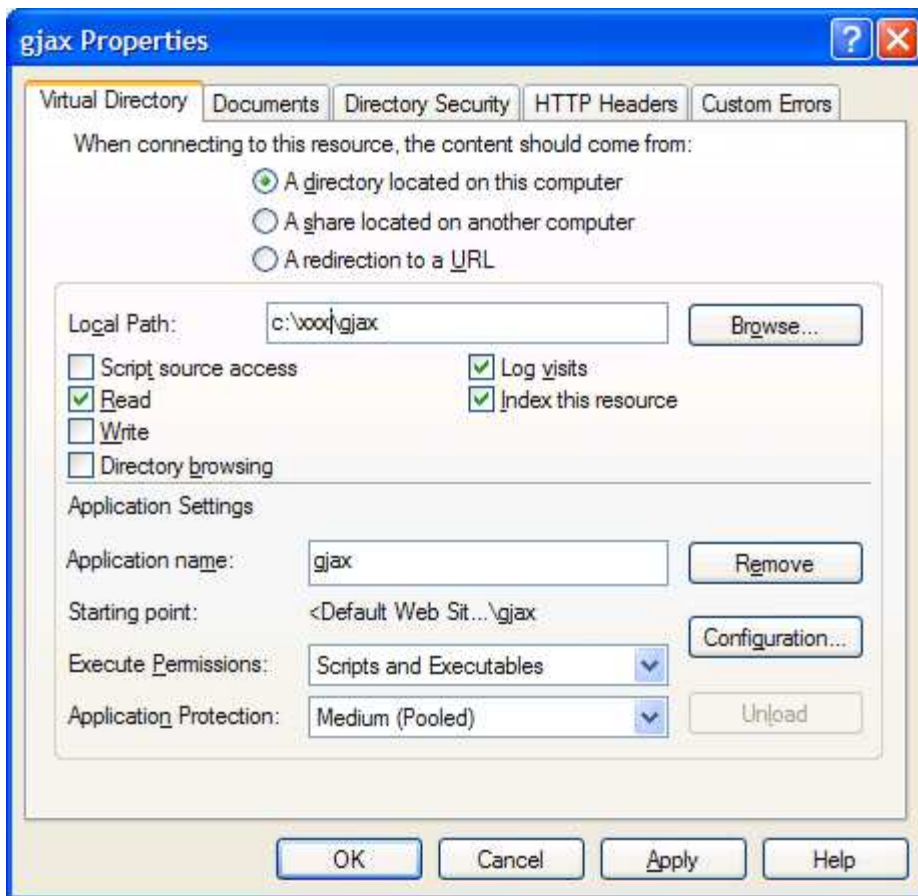 gjax Properties
Virtual Directory Documents Directory Security HTTP Headers Custom Errors
When connecting to this resource, the content should come from:
A directory located on this computer
A share located on another computer
A redirection to a URL
Local Path: c:\xxx\gjax Browse...
Script source access Log visits
Read Index this resource
Write
Directory browsing
Application Settings
Application name: gjax Remove
Starting point: <Default Web Sit...\gjax
Configuration...
Execute Permissions: Scripts and Executables
Application Protection: Medium (Pooled) Unload
OK Cancel Apply Help